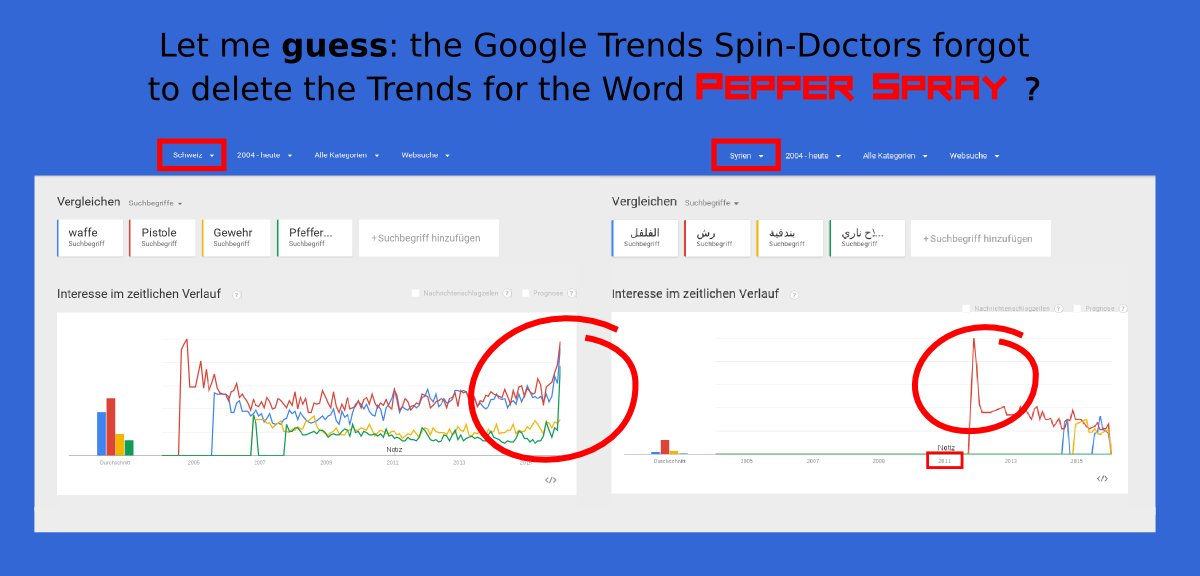 Let me guess: the Google Trends Spin-Doctors forgot
to delete the Trends for the Word PEPPER SPRAY ?
Schweiz 2004 - heute Alle Kategorien Websuche
Syrien 2004 - heute Alle Kategorien Websuche
Vergleichen Suchbegriffe
waffe Pistole Gewehr Pfeffer... +Suchbegriff hinzufügen
Suchbegriff Suchbegriff Suchbegriff Suchbegriff
Interesse im zeitlichen Verlauf ?
Nachrichtenschlagzeilen ? Prognose ?
Notiz
Durchschnitt 2005 2007 2009 2011 2013 2015
</>
Vergleichen Suchbegriffe
الفلفل رش بندقية ...اح ناري +Suchbegriff hinzufügen
Suchbegriff Suchbegriff Suchbegriff Suchbegriff
Interesse im zeitlichen Verlauf ?
Nachrichtenschlagzeilen ? Prognose ?
Notiz
Durchschnitt 2005 2007 2009 2011 2013 2015
</>